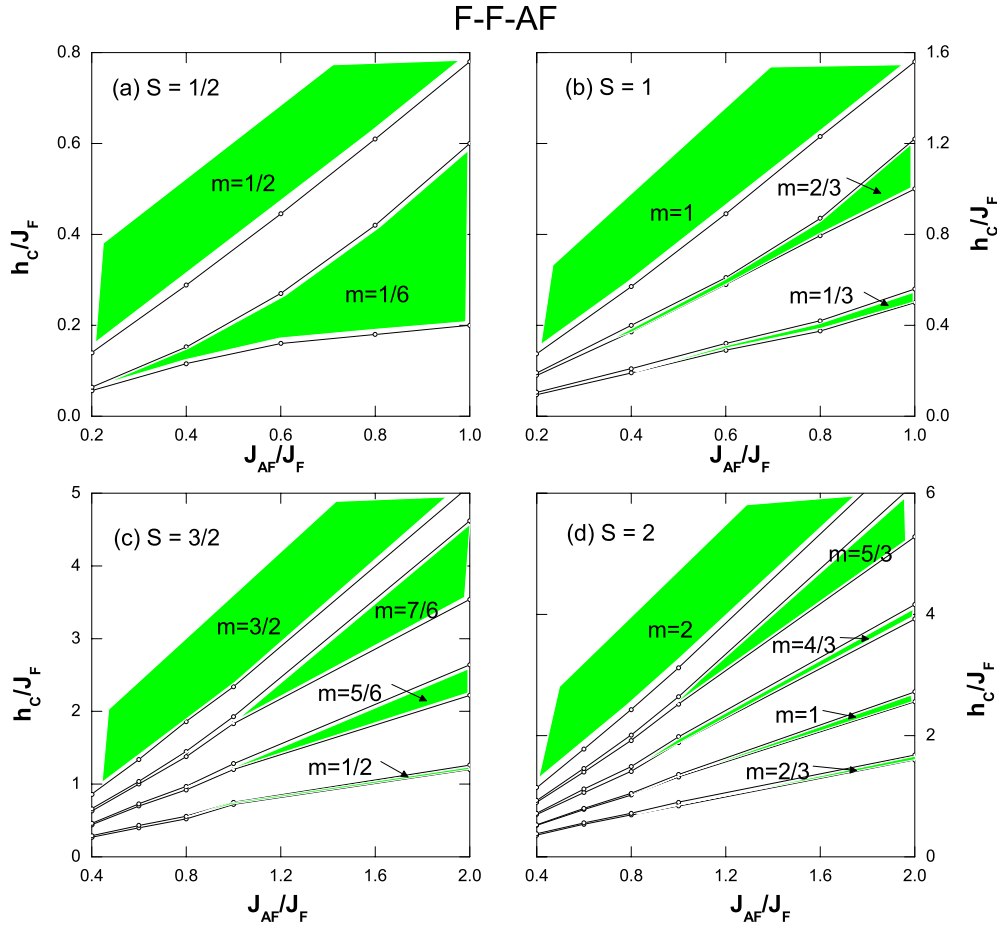 F-F-AF
(a) S = 1/2
m=1/2
m=1/6
0.8
0.6
0.4
0.2
0.0
h_C/J_F
0.2 0.4 0.6 0.8 1.0
J_AF/J_F
(b) S = 1
m=1
m=2/3
m=1/3
1.6
1.2
0.8
0.4
0.0
h_C/J_F
0.2 0.4 0.6 0.8 1.0
J_AF/J_F
(c) S = 3/2
m=3/2
m=7/6
m=5/6
m=1/2
5
4
3
2
1
0
h_C/J_F
0.4 0.8 1.2 1.6 2.0
J_AF/J_F
(d) S = 2
m=2
m=5/3
m=4/3
m=1
m=2/3
6
4
2
0
h_C/J_F
0.4 0.8 1.2 1.6 2.0
J_AF/J_F